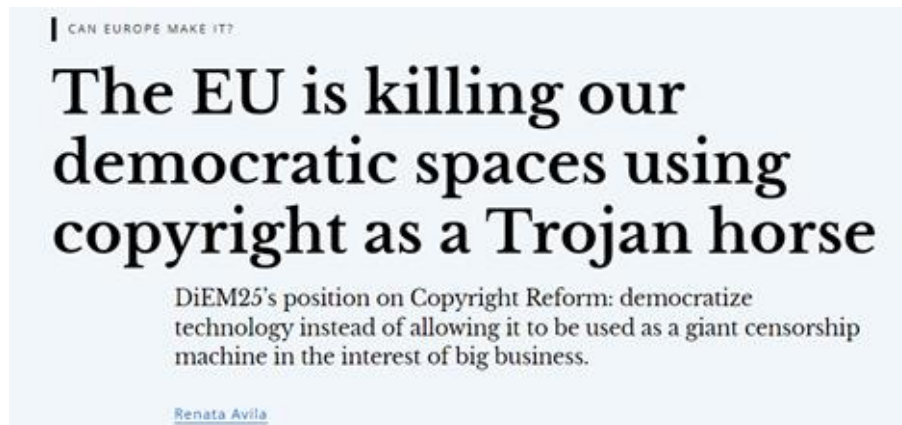 CAN EUROPE MAKE IT?
The EU is killing our
democratic spaces using
copyright as a Trojan horse
DiEM25's position on Copyright Reform: democratize
technology instead of allowing it to be used as a giant censorship
machine in the interest of big business.
Renata Avila